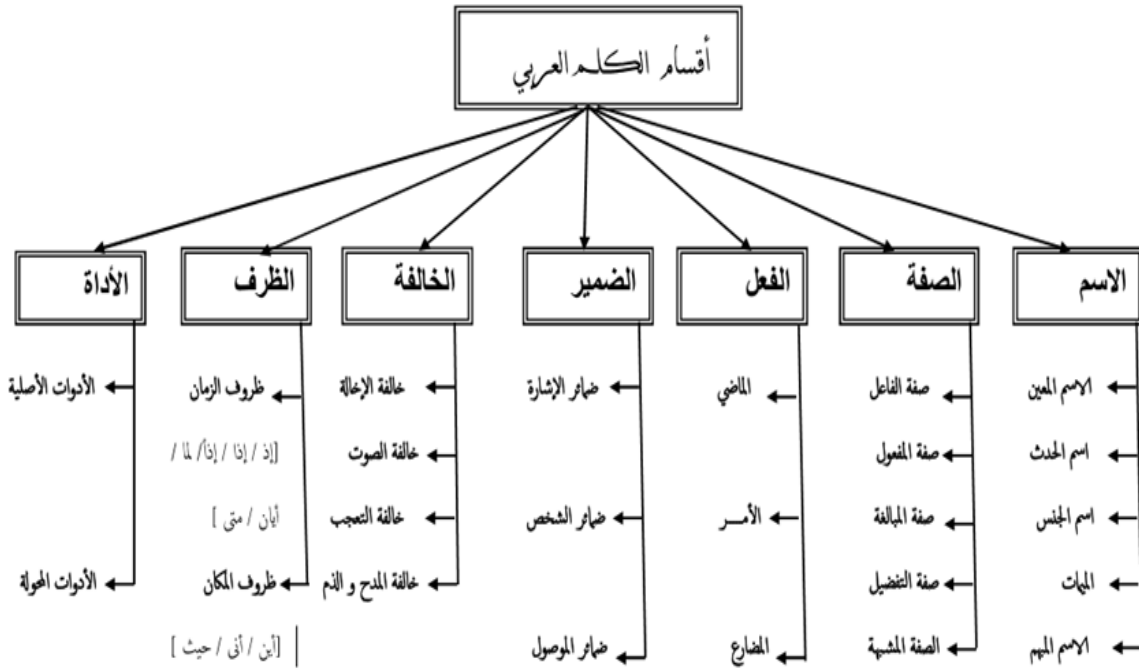 أقسام الكلم العربي
الاسم
الاسم المعين
اسم الحدث
اسم الجنس
الميمات
الاسم المبهم
الصفة
صفة الفاعل
صفة المفعول
صفة المبالغة
صفة التفضيل
الصفة المشبهة
الفعل
الماضي
الأمـــر
المضارع
الضمير
ضمائر الإشارة
ضمائر الشخص
ضمائر الموصول
الخالفة
خالفة الإخالة
خالفة الصوت
خالفة التعجب
خالفة المدح و الذم
الظرف
ظروف الزمان
[إذ / إذا / إذاً/ لما /
أيان / متى ]
ظروف المكان
[أين / أنى / حيث ]
الأداة
الأدوات الأصلية
الأدوات المحولة